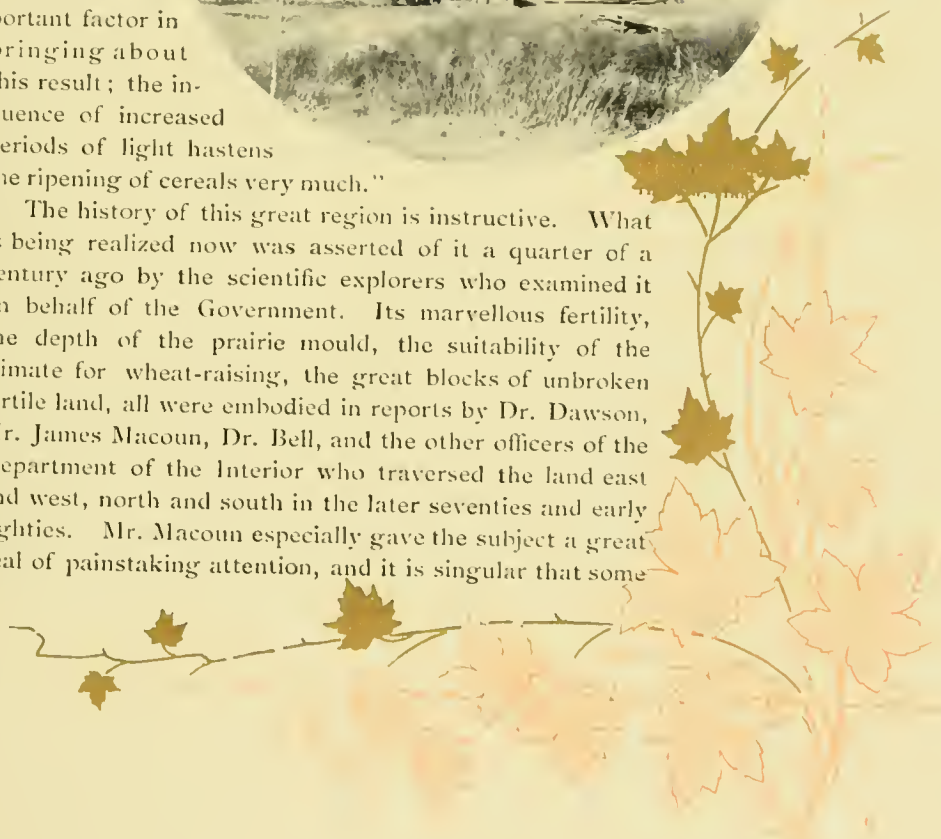 portant factor in
bringing about
this result ; the in-
uence of increased
eriods of light hastens
he ripening of cereals very much."
The history of this great region is instructive. What
s being realized now was asserted of it a quarter of a
entury ago by the scientific explorers who examined it
n behalf of the Government. Its marvellous fertility,
he depth of the prairie mould, the suitability of the
limate for wheat-raising, the great blocks of unbroken
rtile land, all were embodied in reports by Dr. Dawson,
r. James Macoun, Dr. Bell, and the other officers of the
epartment of the Interior who traversed the land east
nd west, north and south in the later seventies and early
ghties. Mr. Macoun especially gave the subject a great
eal of painstaking attention, and it is singular that some